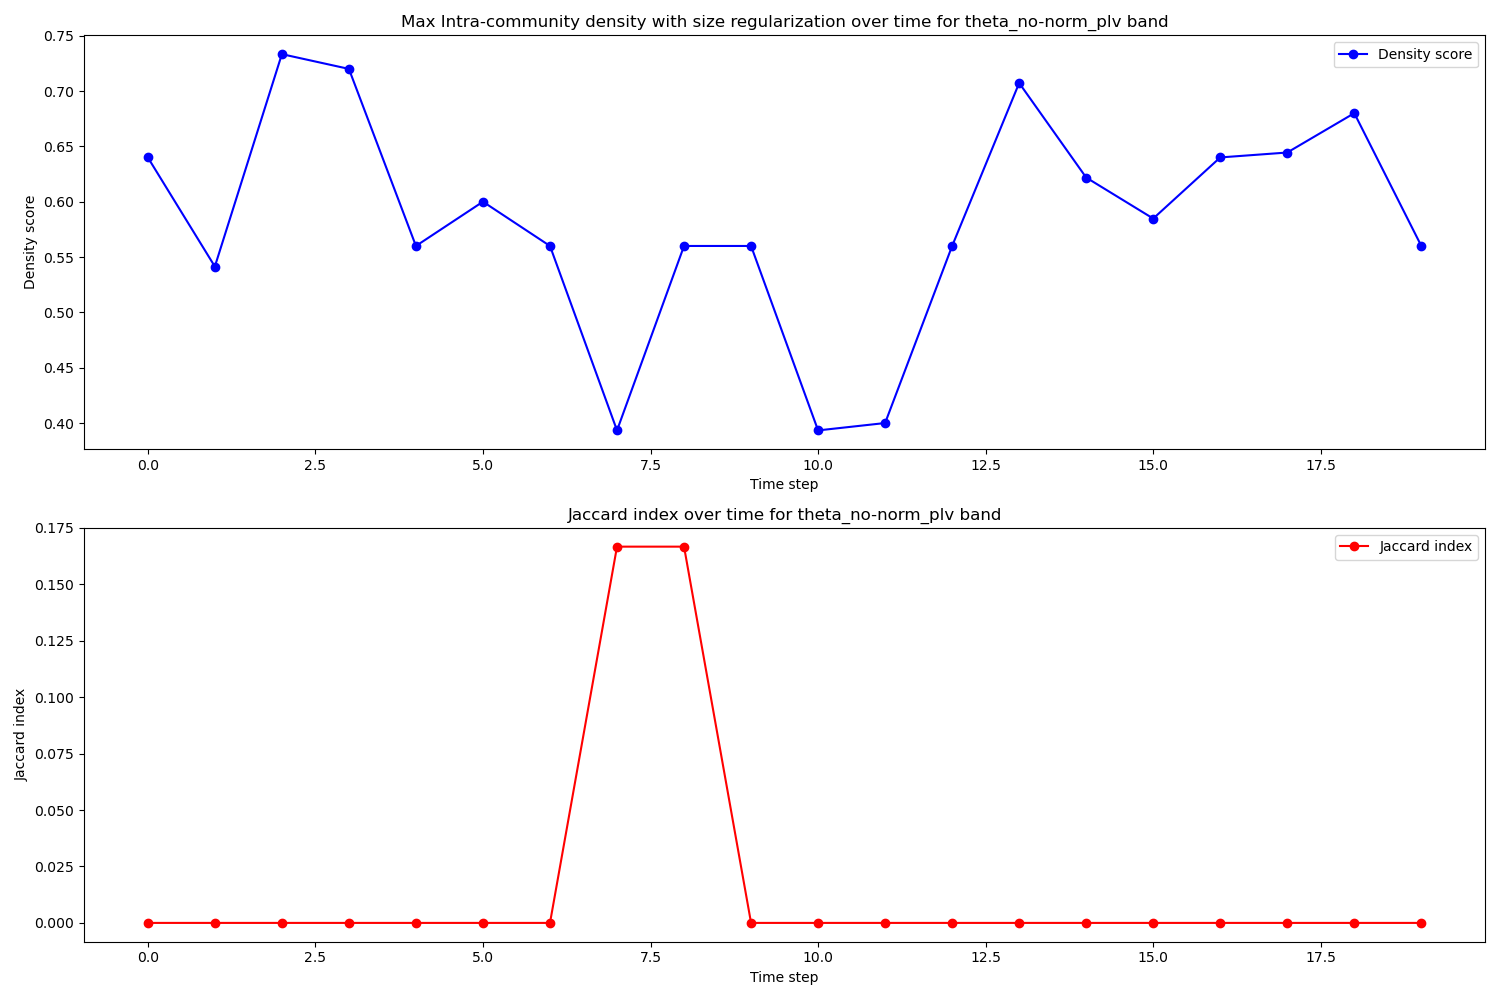 Max Intra-community density with size regularization over time for theta_no-norm_plv band
Density score
0.75
0.70
0.65
0.60
0.55
0.50
0.45
0.40
Density score
0.0 2.5 5.0 7.5 10.0 12.5 15.0 17.5
Time step
Jaccard index over time for theta_no-norm_plv band
Jaccard index
0.175
0.150
0.125
0.100
0.075
0.050
0.025
0.000
Jaccard index
0.0 2.5 5.0 7.5 10.0 12.5 15.0 17.5
Time step